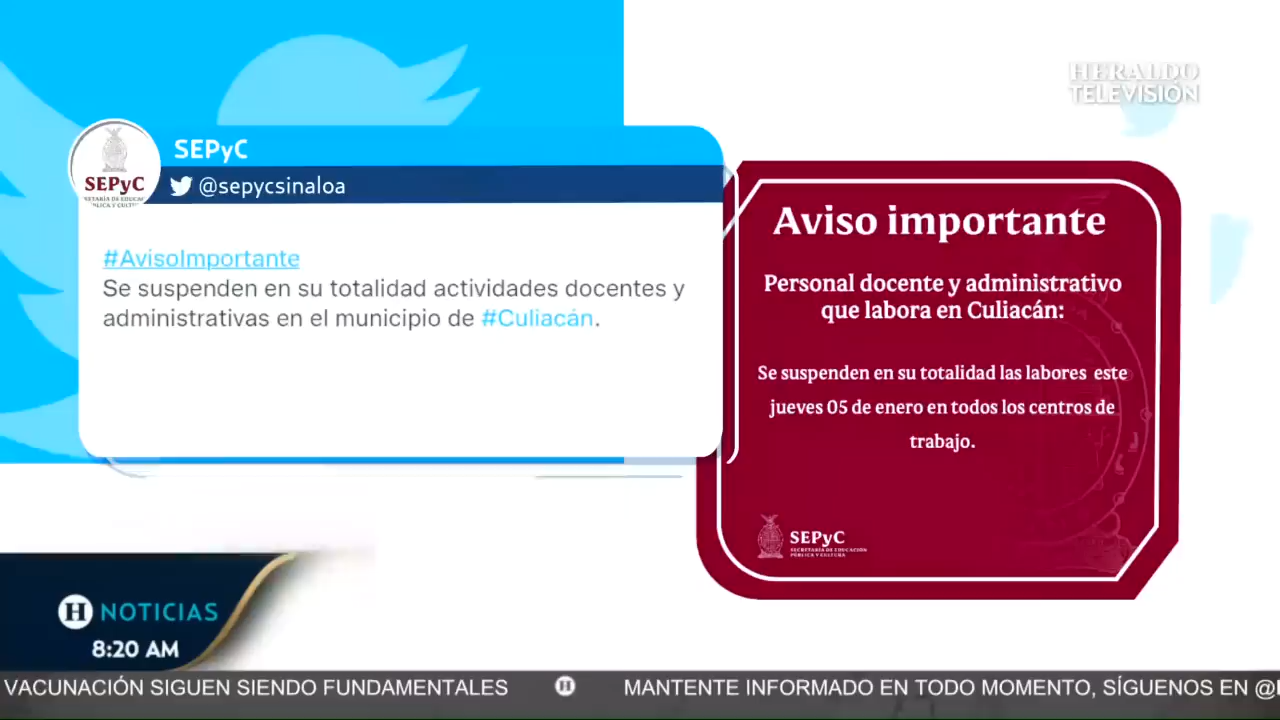 HERALDO
TELEVISIÓN
SEPyC
@sepycsinaloa
SEPyC
#AvisoImportante
Se suspenden en su totalidad actividades docentes y
administrativas en el municipio de #Culiacán.
Aviso importante
Personal docente y administrativo
que labora en Culiacán:
Se suspenden en su totalidad las labores este
jueves 05 de enero en todos los centros de
trabajo.
SEPyC
SECRETARÍA DE EDUCACIÓN
PÚBLICA Y CULTURA
H NOTICIAS
8:20 AM
VACUNACIÓN SIGUEN SIENDO FUNDAMENTALES H MANTENTE INFORMADO EN TODO MOMENTO, SÍGUENOS EN @